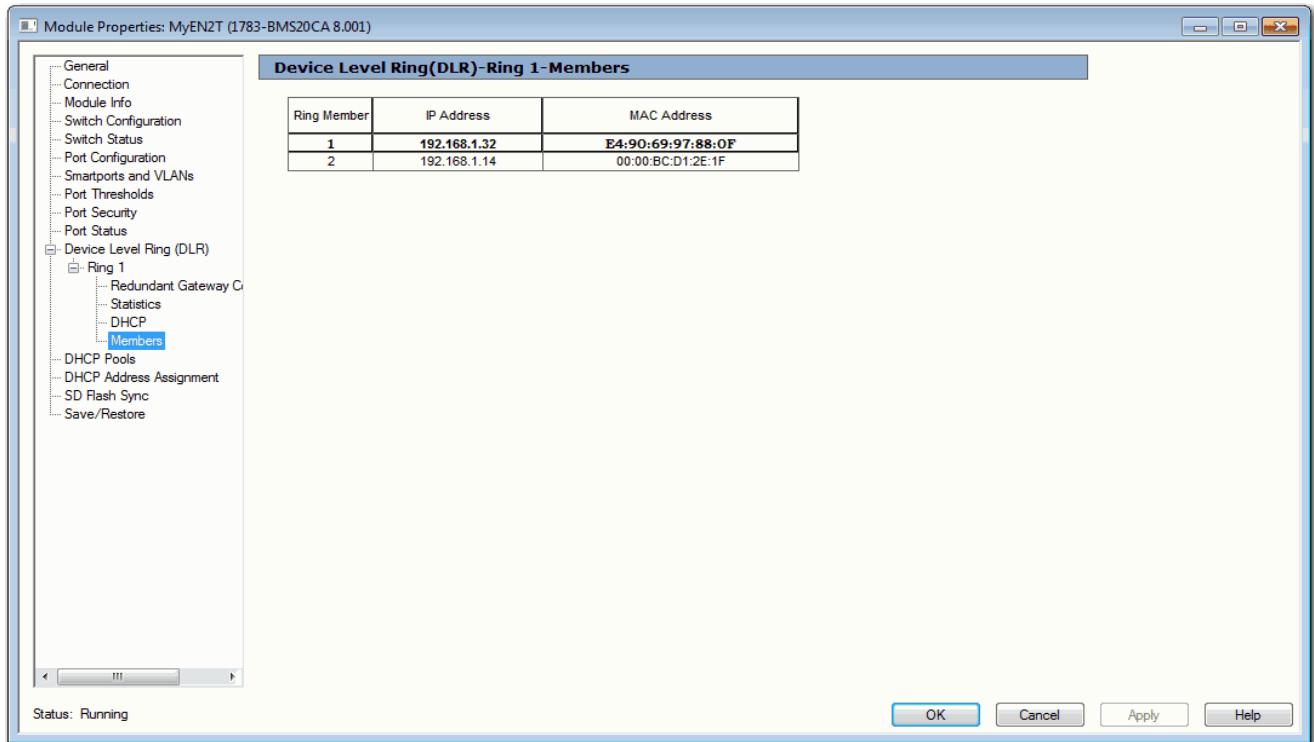 Module Properties: MyEN2T (1783-BMS20CA 8.001)
General
Connection
Module Info
Switch Configuration
Switch Status
Port Configuration
Smartports and VLANs
Port Thresholds
Port Security
Port Status
Device Level Ring (DLR)
Ring 1
Redundant Gateway C
Statistics
DHCP
Members
DHCP Pools
DHCP Address Assignment
SD Flash Sync
Save/Restore
Device Level Ring(DLR)-Ring 1-Members
Ring Member IP Address MAC Address
1 192.168.1.32 E4:90:69:97:88:0F
2 192.168.1.14 00:00:BC:D1:2E:1F
Status: Running
OK Cancel Apply Help